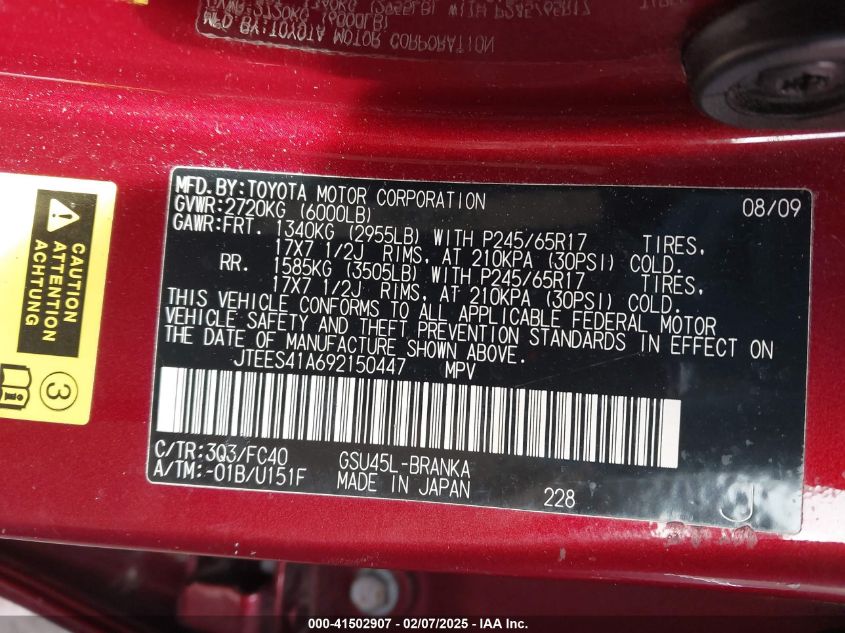 MFD. BY: TOYOTA MOTOR CORPORATION 08/09
GVWR: 2720KG (6000LB)
GAWR: FRT. 1340KG (2955LB) WITH P245/65R17 TIRES,
17X7 1/2J RIMS, AT 210KPA (30PSI) COLD.
RR. 1585KG (3505LB) WITH P245/65R17 TIRES,
17X7 1/2J RIMS, AT 210KPA (30PSI) COLD.
THIS VEHICLE CONFORMS TO ALL APPLICABLE FEDERAL MOTOR
VEHICLE SAFETY AND THEFT PREVENTION STANDARDS IN EFFECT ON
THE DATE OF MANUFACTURE SHOWN ABOVE.
JTEES41A692150447 MPV
C/TR: 3Q3/FC40 GSU45L-BRANKA
A/TM: -01B/U151F MADE IN JAPAN 228 J
CAUTION
ATTENTION
ACHTUNG
3
000-41502907 - 02/07/2025 - IAA Inc.